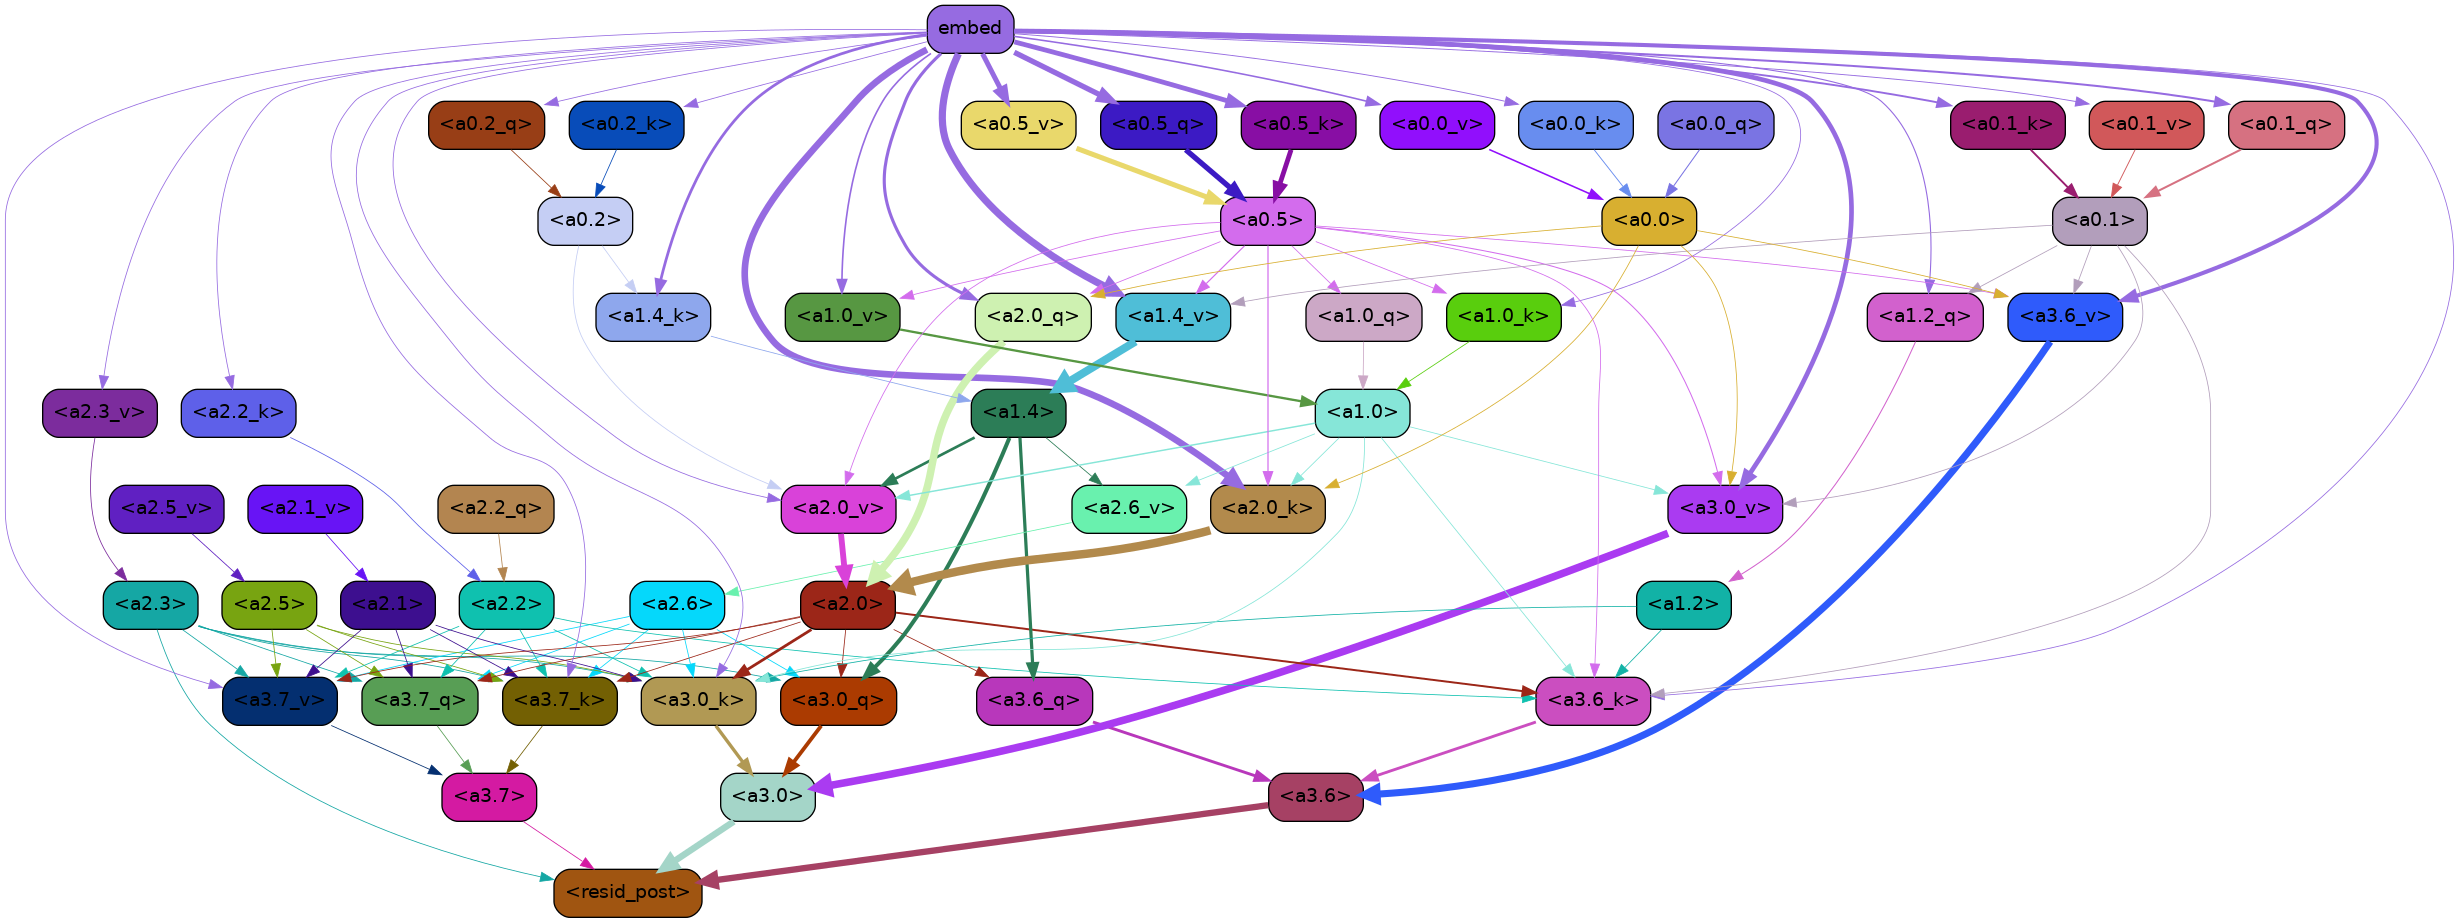 embed
<a0.2_q>
<a0.2_k>
<a0.5_v>
<a0.5_q>
<a0.5_k>
<a0.0_v>
<a0.0_k>
<a0.0_q>
<a0.1_k>
<a0.1_v>
<a0.1_q>
<a0.2>
<a0.5>
<a0.0>
<a0.1>
<a1.4_k>
<a1.0_v>
<a2.0_q>
<a1.4_v>
<a1.0_q>
<a1.0_k>
<a1.2_q>
<a3.6_v>
<a2.3_v>
<a2.2_k>
<a1.4>
<a1.0>
<a2.5_v>
<a2.1_v>
<a2.2_q>
<a2.0_v>
<a2.6_v>
<a2.0_k>
<a3.0_v>
<a2.3>
<a2.5>
<a2.1>
<a2.2>
<a2.6>
<a2.0>
<a1.2>
<a3.7_v>
<a3.7_q>
<a3.7_k>
<a3.0_k>
<a3.0_q>
<a3.6_q>
<a3.6_k>
<a3.7>
<a3.0>
<a3.6>
<resid_post>